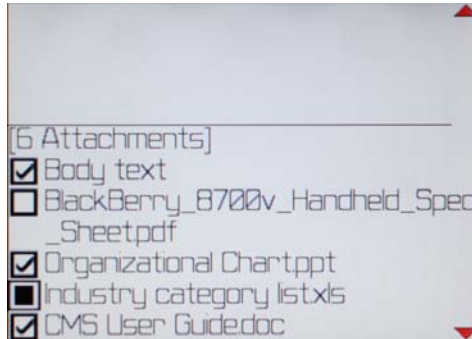 [6 Attachments]
Body text
BlackBerry_8700v_Handheld_Spec
_Sheet.pdf
Organizational Chart.ppt
Industry category list.xls
CMS User Guide.doc